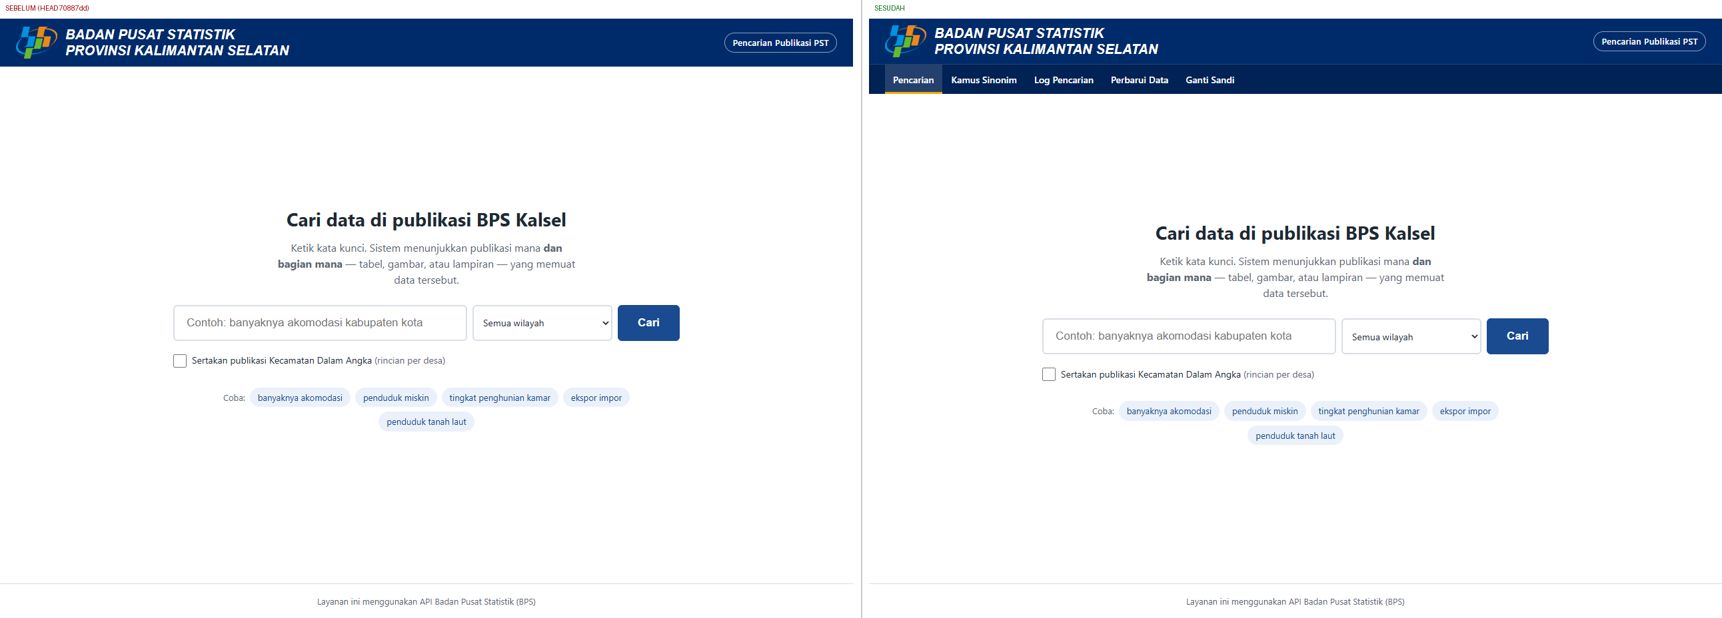 SEBELUM (HEAD 70887dd)
BADAN PUSAT STATISTIK
PROVINSI KALIMANTAN SELATAN
Pencarian Publikasi PST
Cari data di publikasi BPS Kalsel
Ketik kata kunci. Sistem menunjukkan publikasi mana dan
bagian mana — tabel, gambar, atau lampiran — yang memuat
data tersebut.
Contoh: banyaknya akomodasi kabupaten kota
Semua wilayah
Cari
Sertakan publikasi Kecamatan Dalam Angka (rincian per desa)
Coba: banyaknya akomodasi penduduk miskin tingkat penghunian kamar ekspor impor
penduduk tanah laut
Layanan ini menggunakan API Badan Pusat Statistik (BPS)
SESUDAH
BADAN PUSAT STATISTIK
PROVINSI KALIMANTAN SELATAN
Pencarian Publikasi PST
Pencarian Kamus Sinonim Log Pencarian Perbarui Data Ganti Sandi
Cari data di publikasi BPS Kalsel
Ketik kata kunci. Sistem menunjukkan publikasi mana dan
bagian mana — tabel, gambar, atau lampiran — yang memuat
data tersebut.
Contoh: banyaknya akomodasi kabupaten kota
Semua wilayah
Cari
Sertakan publikasi Kecamatan Dalam Angka (rincian per desa)
Coba: banyaknya akomodasi penduduk miskin tingkat penghunian kamar ekspor impor
penduduk tanah laut
Layanan ini menggunakan API Badan Pusat Statistik (BPS)